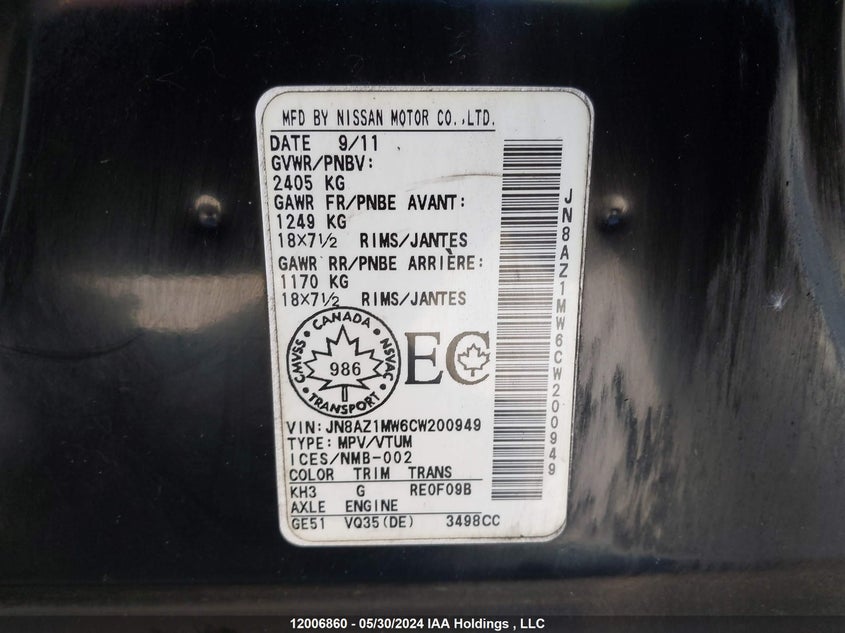 MFD BY NISSAN MOTOR CO.,LTD.
DATE 9/11
GVWR/PNBV:
2405 KG
GAWR FR/PNBE AVANT:
1249 KG
18×7½ RIMS/JANTES
GAWR RR/PNBE ARRIÈRE:
1170 KG
18×7½ RIMS/JANTES
CANADA
CMVSS
NSVAC
986
TRANSPORT
EC
VIN: JN8AZ1MW6CW200949
TYPE: MPV/VTUM
ICES/NMB-002
COLOR TRIM TRANS
KH3 G RE0F09B
AXLE ENGINE
GE51 VQ35(DE) 3498CC
JN8AZ1MW6CW200949
12006860 - 05/30/2024 IAA Holdings , LLC